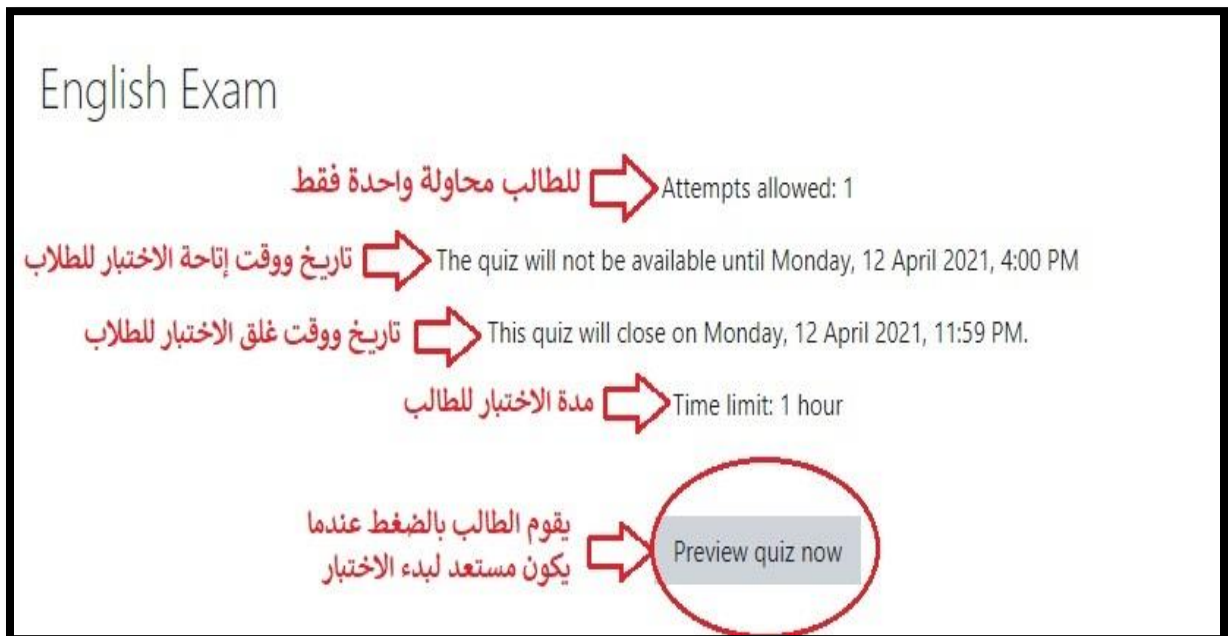 English Exam
للطالب محاولة واحدة فقط Attempts allowed: 1
تاريخ ووقت إتاحة الاختبار للطلاب The quiz will not be available until Monday, 12 April 2021, 4:00 PM
تاريخ ووقت غلق الاختبار للطلاب This quiz will close on Monday, 12 April 2021, 11:59 PM.
مدة الاختبار للطالب Time limit: 1 hour
يقوم الطالب بالضغط عندما
يكون مستعد لبدء الاختبار
Preview quiz now